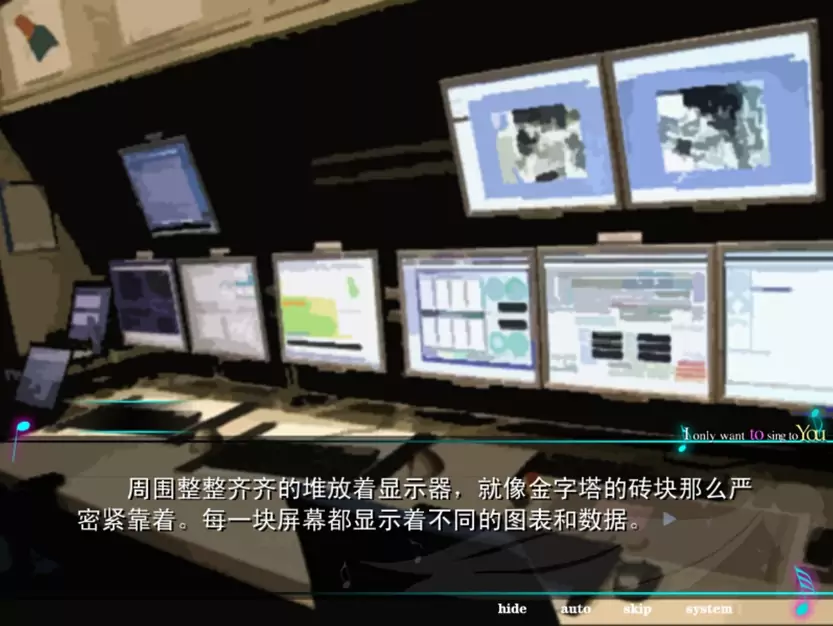 I only want to sing to You
周围整整齐齐的堆放着显示器，就像金字塔的砖块那么严
密紧靠着。每一块屏幕都显示着不同的图表和数据。
hide auto skip system